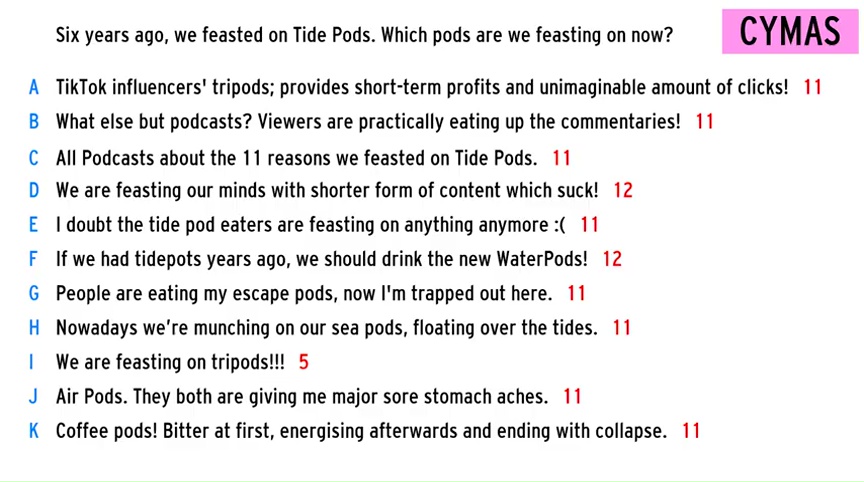 Six years ago, we feasted on Tide Pods. Which pods are we feasting on now?
CYMAS
A TikTok influencers' tripods; provides short-term profits and unimaginable amount of clicks! 11
B What else but podcasts? Viewers are practically eating up the commentaries! 11
C All Podcasts about the 11 reasons we feasted on Tide Pods. 11
D We are feasting our minds with shorter form of content which suck! 12
E I doubt the tide pod eaters are feasting on anything anymore :( 11
F If we had tidepots years ago, we should drink the new WaterPods! 12
G People are eating my escape pods, now I'm trapped out here. 11
H Nowadays we're munching on our sea pods, floating over the tides. 11
I We are feasting on tripods!!! 5
J Air Pods. They both are giving me major sore stomach aches. 11
K Coffee pods! Bitter at first, energising afterwards and ending with collapse. 11